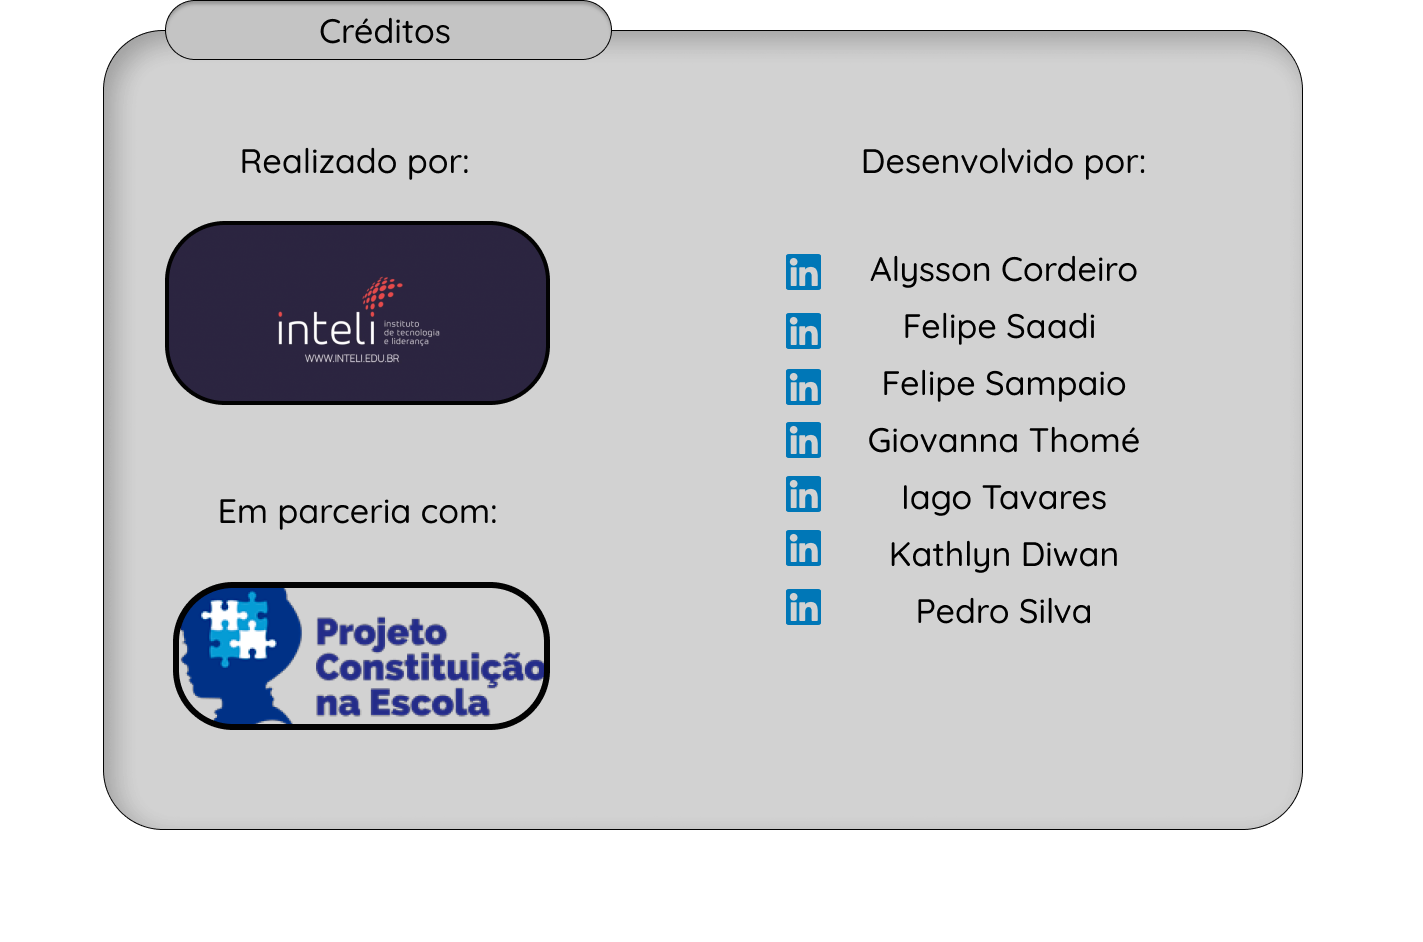 Créditos
Realizado por:
inteli
instituto
de tecnologia
e liderança
WWW.INTELI.EDU.BR
Em parceria com:
Projeto
Constituição
na Escola
Desenvolvido por:
in Alysson Cordeiro
in Felipe Saadi
in Felipe Sampaio
in Giovanna Thomé
in Iago Tavares
in Kathlyn Diwan
in Pedro Silva